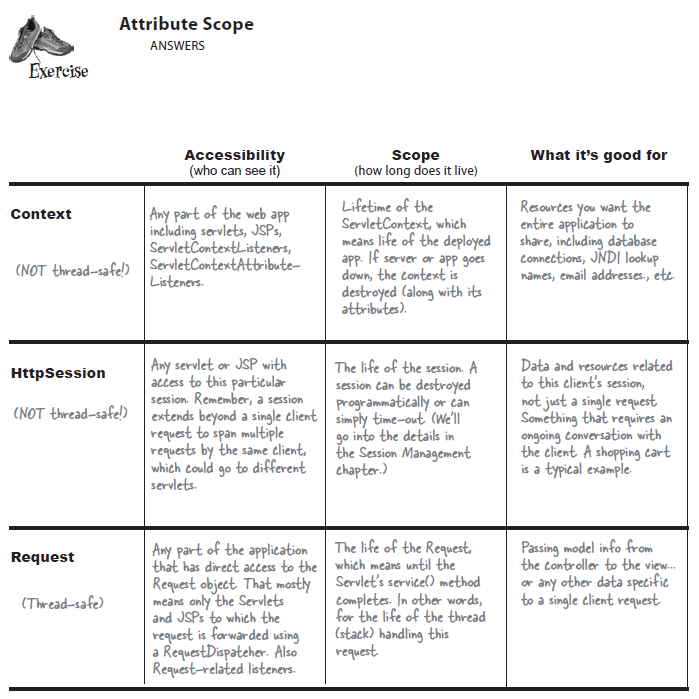 Attribute Scope
ANSWERS
Exercise
Accessibility
(who can see it)
Scope
(how long does it live)
What it's good for
Context
(NOT thread-safe!)
Any part of the web app
including servlets, JSPs,
ServletContextListeners,
ServletContextAttribute-
Listeners.
Lifetime of the
ServletContext, which
means life of the deployed
app. If server or app goes
down, the context is
destroyed (along with its
attributes).
Resources you want the
entire application to
share, including database
connections, JNDI lookup
names, email addresses., etc.
HttpSession
(NOT thread-safe!)
Any servlet or JSP with
access to this particular
session. Remember, a session
extends beyond a single client
request to span multiple
requests by the same client,
which could go to different
servlets.
The life of the session. A
session can be destroyed
programmatically or can
simply time-out. (We'll
go into the details in
the Session Management
chapter.)
Data and resources related
to this client's session,
not just a single request.
Something that requires an
ongoing conversation with
the client. A shopping cart
is a typical example.
Request
(Thread-safe)
Any part of the application
that has direct access to the
Request object. That mostly
means only the Servlets
and JSPs to which the
request is forwarded using
a RequestDispatcher. Also
Request-related listeners.
The life of the Request,
which means until the
Servlet's service() method
completes. In other words,
for the life of the thread
(stack) handling this
request.
Passing model info from
the controller to the view...
or any other data specific
to a single client request.